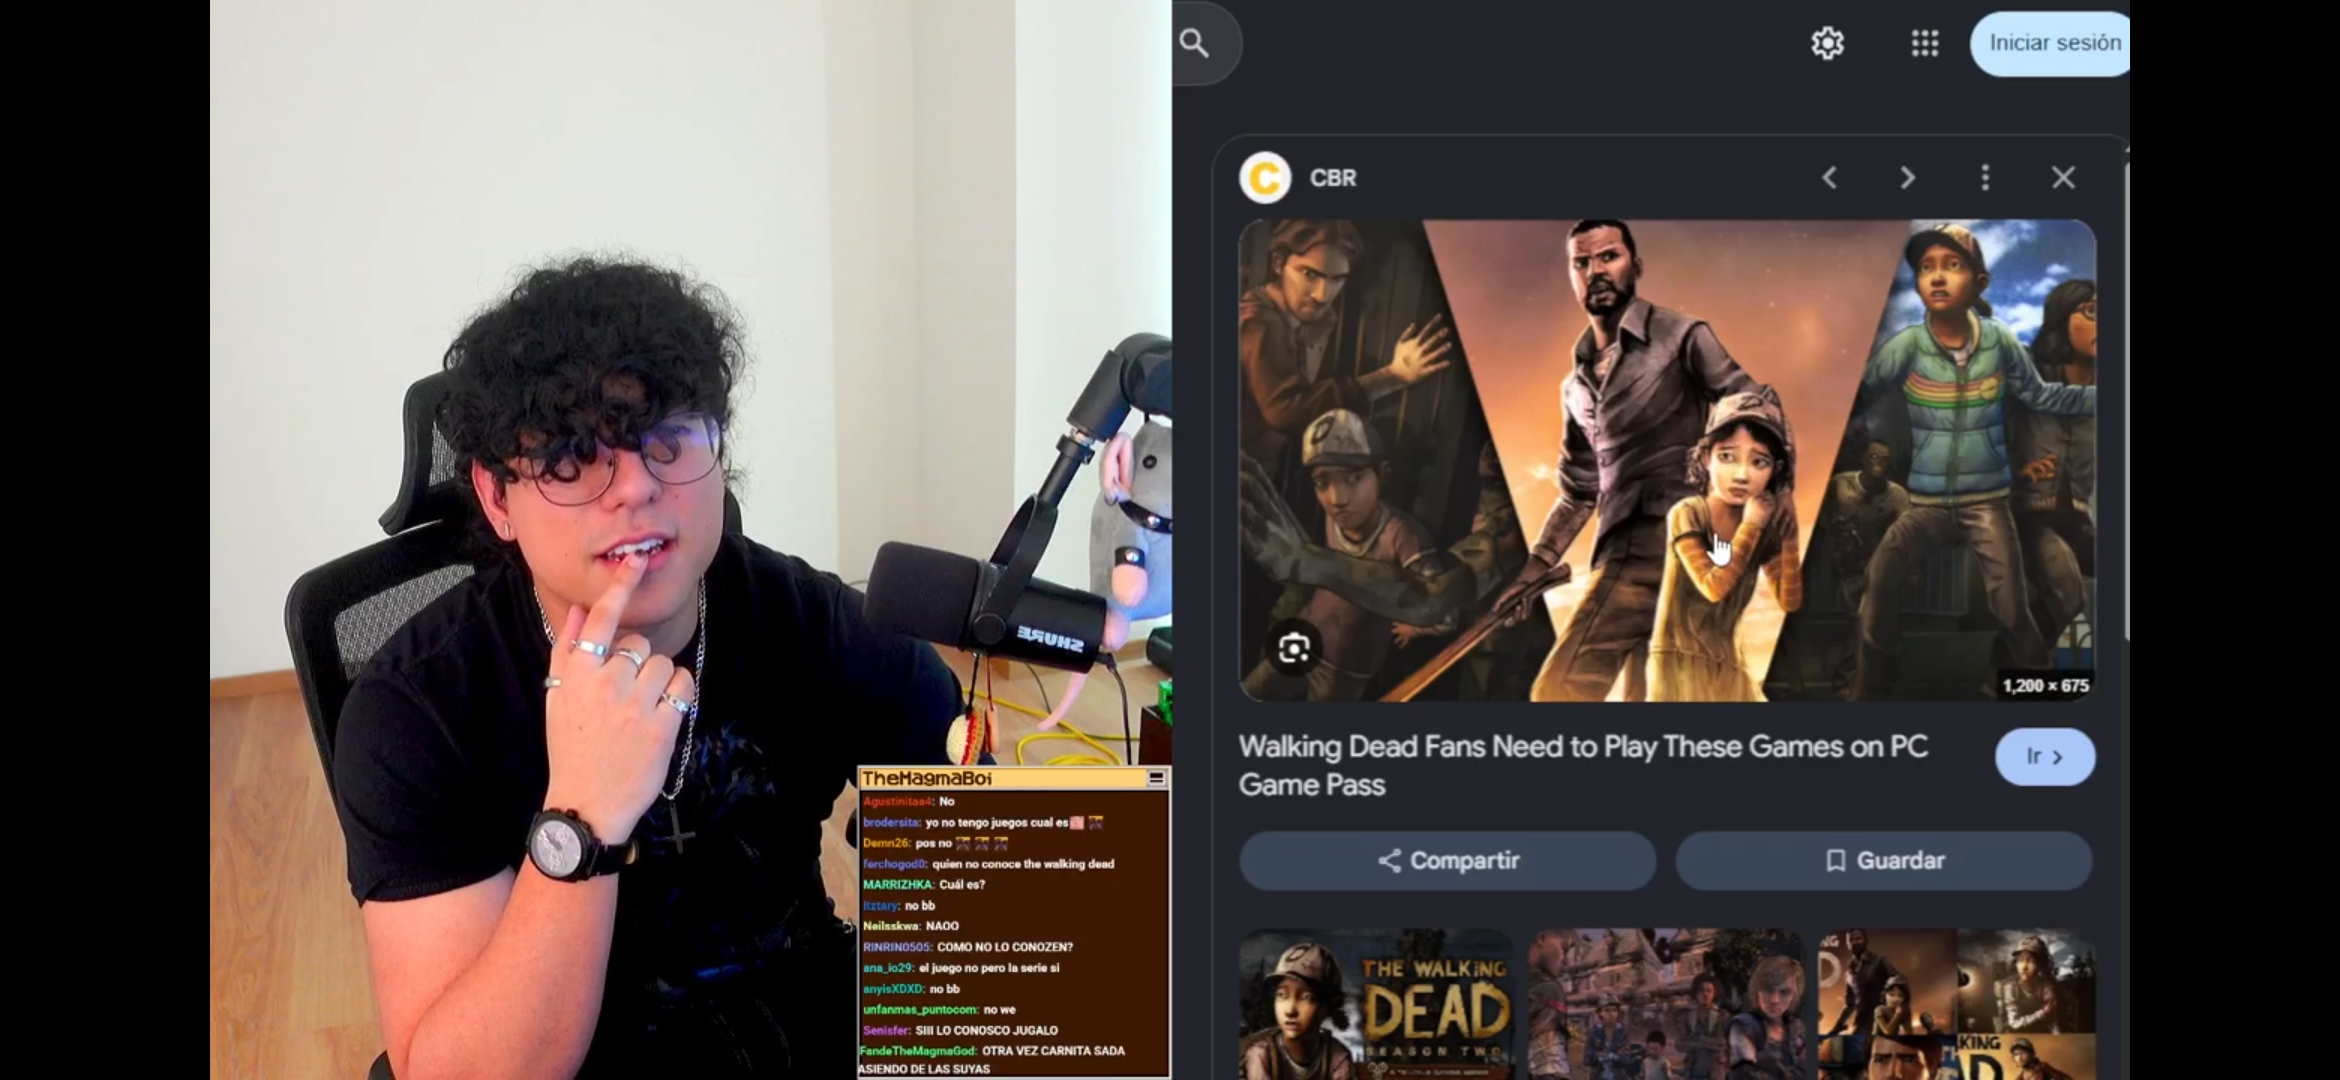 Iniciar sesión
CBR
1,200 × 675
Walking Dead Fans Need to Play These Games on PC
Game Pass
Ir
Compartir
Guardar
SHURE
TheMagmaBoi
Agustinitaa4: No
brodersita: yo no tengo juegos cual es
Demn26: pos no
ferchogod0: quien no conoce the walking dead
MARRIZHKA: Cuál es?
itztary: no bb
Neilsskwa: NAOO
RINRIN0505: COMO NO LO CONOZEN?
ana_io29: el juego no pero la serie si
anyisXDXD: no bb
unfanmas_puntocom: no we
Senisfer: SIII LO CONOSCO JUGALO
FandeTheMagmaGod: OTRA VEZ CARNITA SADA
ASIENDO DE LAS SUYAS
THE WALKING
DEAD
SEASON TWO